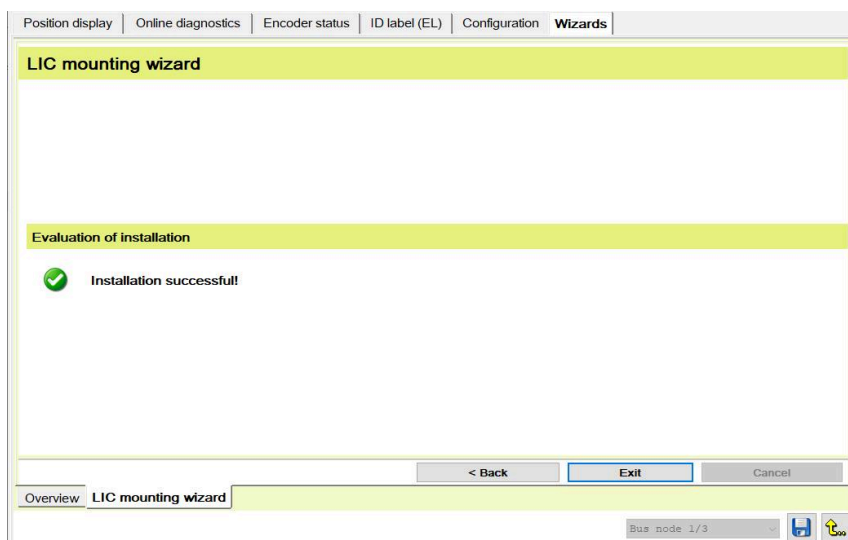 Position display Online diagnostics Encoder status ID label (EL) Configuration Wizards
LIC mounting wizard
Evaluation of installation
Installation successful!
< Back Exit Cancel
Overview LIC mounting wizard
Bus node 1/3